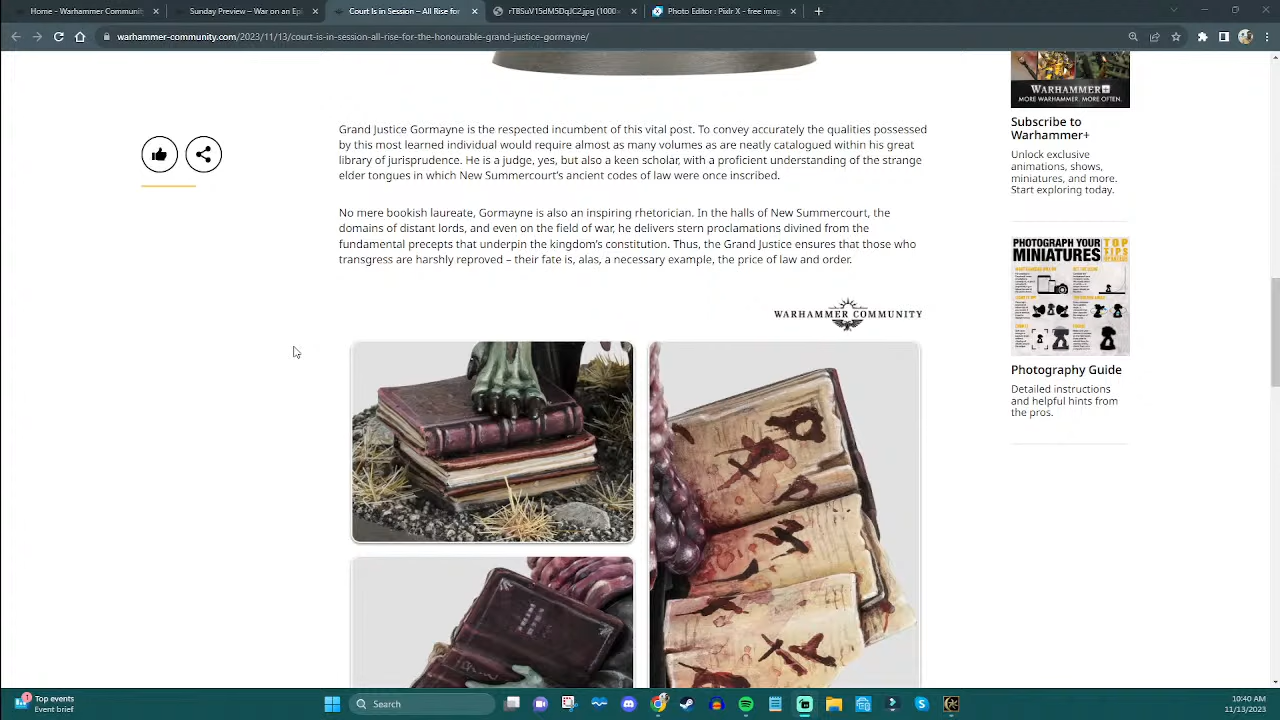 Home – Warhammer Communi
Sunday Preview – War on an Epi
Court in Session – All Rise for
rTBSuV15dM5DqJC2.jpg (1000×
Photo Editor : Pixlr X - free imag
warhammer-community.com/2023/11/13/court-is-in-session-all-rise-for-the-honourable-grand-justice-gormayne/
Grand Justice Gormayne is the respected incumbent of this vital post. To convey accurately the qualities possessed
by this most learned individual would require almost as many volumes as are neatly catalogued within his great
library of jurisprudence. He is a judge, yes, but also a keen scholar, with a proficient understanding of the strange
elder tongues in which New Summercourt's ancient codes of law were once inscribed.
No mere bookish laureate, Gormayne is also an inspiring rhetorician. In the halls of New Summercourt, the
domains of distant lords, and even on the field of war, he delivers stern proclamations divined from the
fundamental precepts that underpin the kingdom's constitution. Thus, the Grand Justice ensures that those who
transgress are harshly reproved – their fate is, alas, a necessary example, the price of law and order.
WARHAMMER COMMUNITY
WARHAMMER+
MORE WARHAMMER. MORE OFTEN.
Subscribe to
Warhammer+
Unlock exclusive
animations, shows,
miniatures, and more.
Start exploring today.
PHOTOGRAPH YOUR
MINIATURES
TOP
TIPS
Photography Guide
Detailed instructions
and helpful hints from
the pros.
1
Top events
Event brief
Search
10:40 AM
11/13/2023